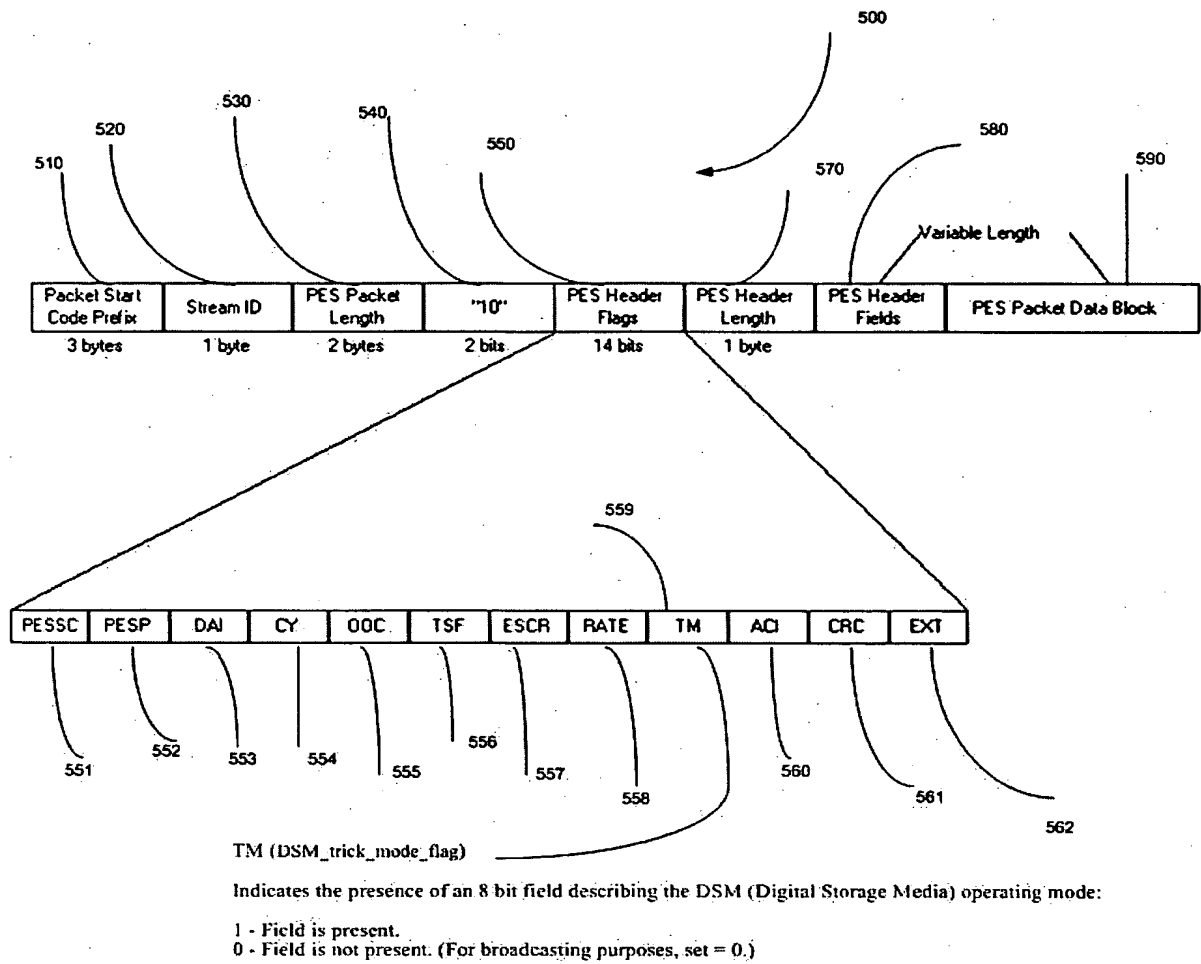 500
530
540
520
550
580
510
570
590
Variable Length
Packet Start Code Prefix
Stream ID
PES Packet Length
"10"
PES Header Flags
PES Header Length
PES Header Fields
PES Packet Data Block
3 bytes
1 byte
2 bytes
2 bits
14 bits
1 byte
559
PESSC
PESP
DAI
CY
OOC
TSF
ESCR
RATE
TM
ACI
CRC
EXT
551
552
553
554
555
556
557
558
560
561
562
TM (DSM_trick_mode_flag)
Indicates the presence of an 8 bit field describing the DSM (Digital Storage Media) operating mode:
1 - Field is present.
0 - Field is not present. (For broadcasting purposes, set = 0.)